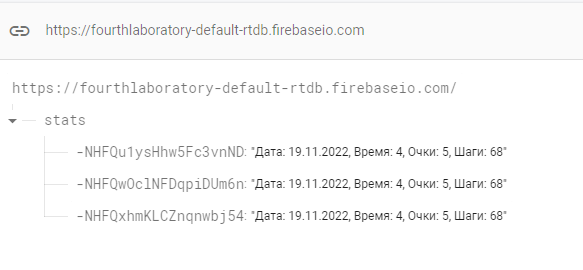 https://fourthlaboratory-default-rtdb.firebaseio.com
https://fourthlaboratory-default-rtdb.firebaseio.com/
stats
-NHFQu1ysHhw5Fc3vnND: "Дата: 19.11.2022, Время: 4, Очки: 5, Шаги: 68"
-NHFQwOclNFDqpiDUm6n: "Дата: 19.11.2022, Время: 4, Очки: 5, Шаги: 68"
-NHFQxhmKLCZnqnwbj54: "Дата: 19.11.2022, Время: 4, Очки: 5, Шаги: 68"